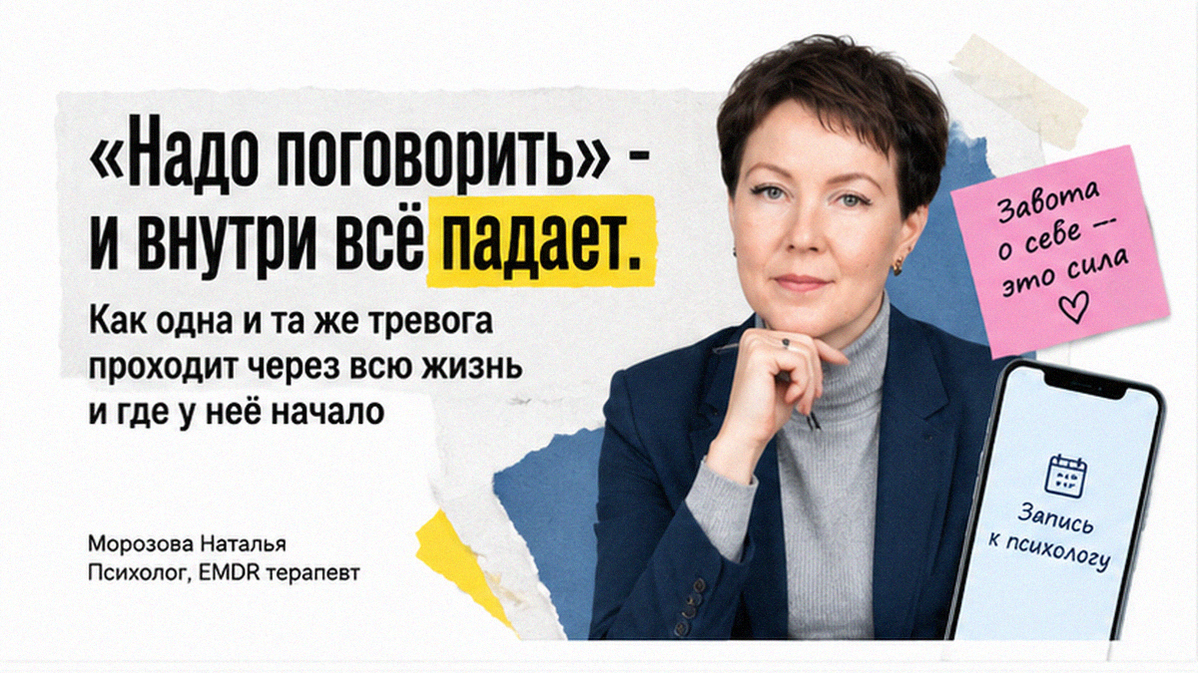 «Надо поговорить» -
и внутри всё падает.
Как одна и та же тревога
проходит через всю жизнь
и где у неё начало
Морозова Наталья
Психолог, EMDR терапевт
Забота
о себе —
это сила
Запись
к психологу